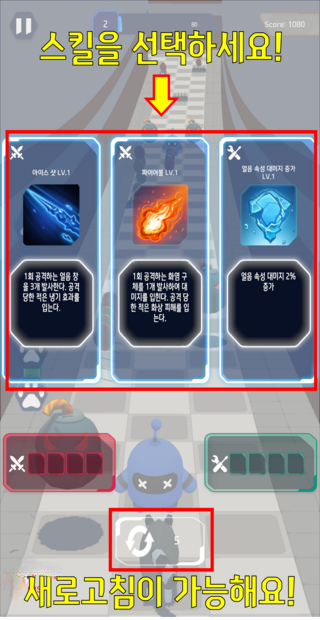 2
80
Score: 1080
스킬을 선택하세요!
아이스 샷 LV.1
파이어볼 LV.1
얼음 속성 대미지 증가
LV.1
1회 공격하는 얼음 창
을 3개 발사한다. 공격
당한 적은 냉기 효과를
입는다.
1회 공격하는 화염 구
체를 1개 발사하여 대
미지를 입힌다. 공격 당
한 적은 화상 피해를 입
는다.
얼음 속성 대미지 2%
증가
5
새로고침이 가능해요!